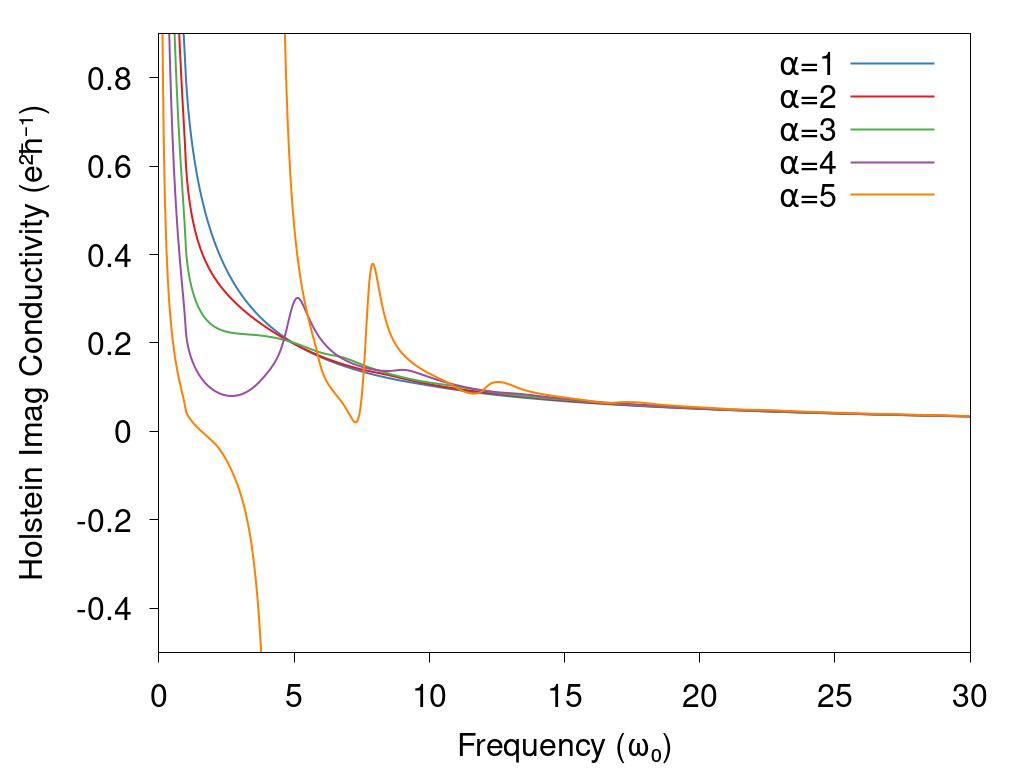 Holstein Imag Conductivity (e²ħ⁻¹)
0.8
0.6
0.4
0.2
0
-0.2
-0.4
α=1
α=2
α=3
α=4
α=5
0 5 10 15 20 25 30
Frequency (ω₀)